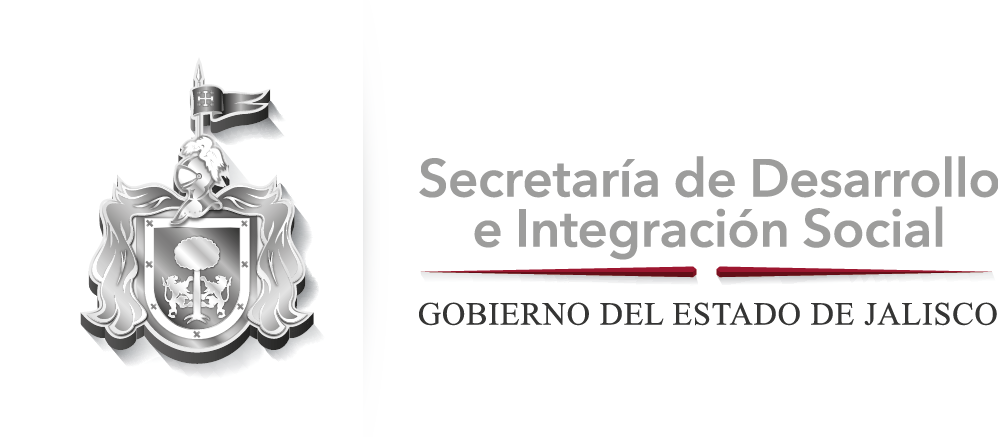 Secretaría de Desarrollo
e Integración Social
GOBIERNO DEL ESTADO DE JALISCO